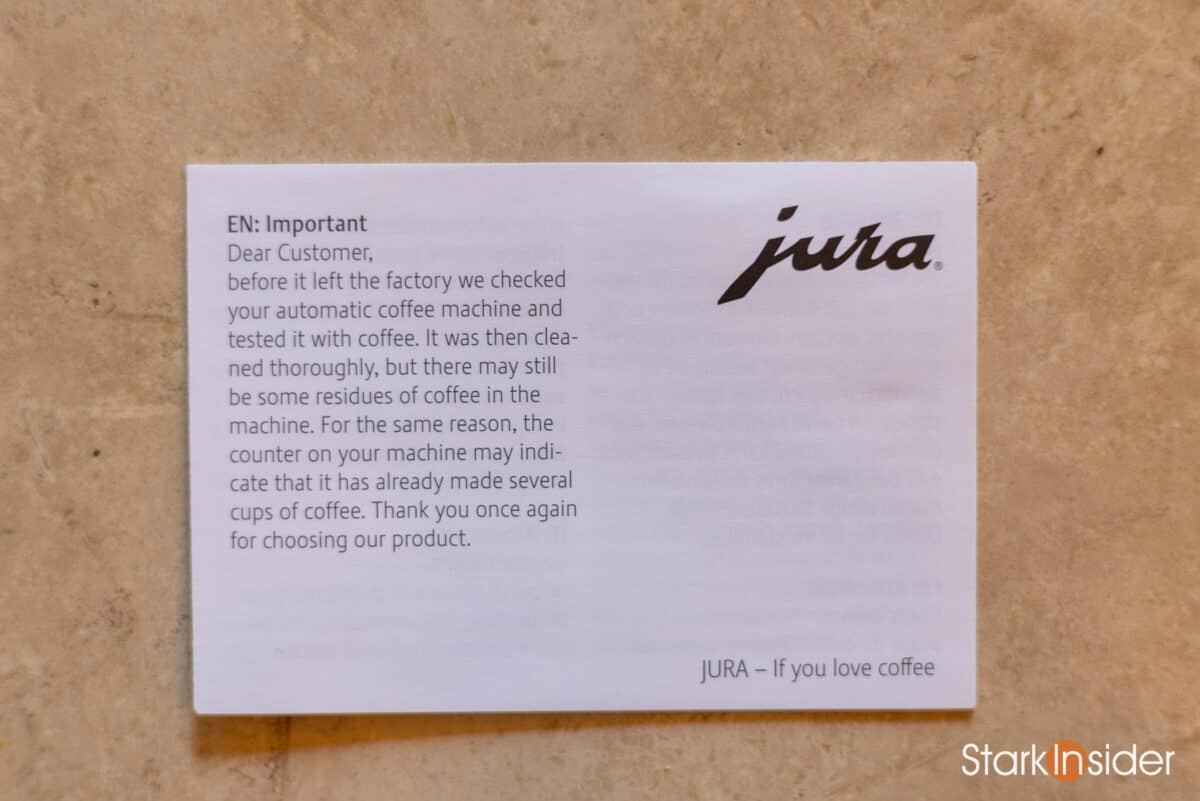 EN: Important
Dear Customer,
before it left the factory we checked
your automatic coffee machine and
tested it with coffee. It was then clea-
ned thoroughly, but there may still
be some residues of coffee in the
machine. For the same reason, the
counter on your machine may indi-
cate that it has already made several
cups of coffee. Thank you once again
for choosing our product.
jura®
JURA – If you love coffee
StarkInsider